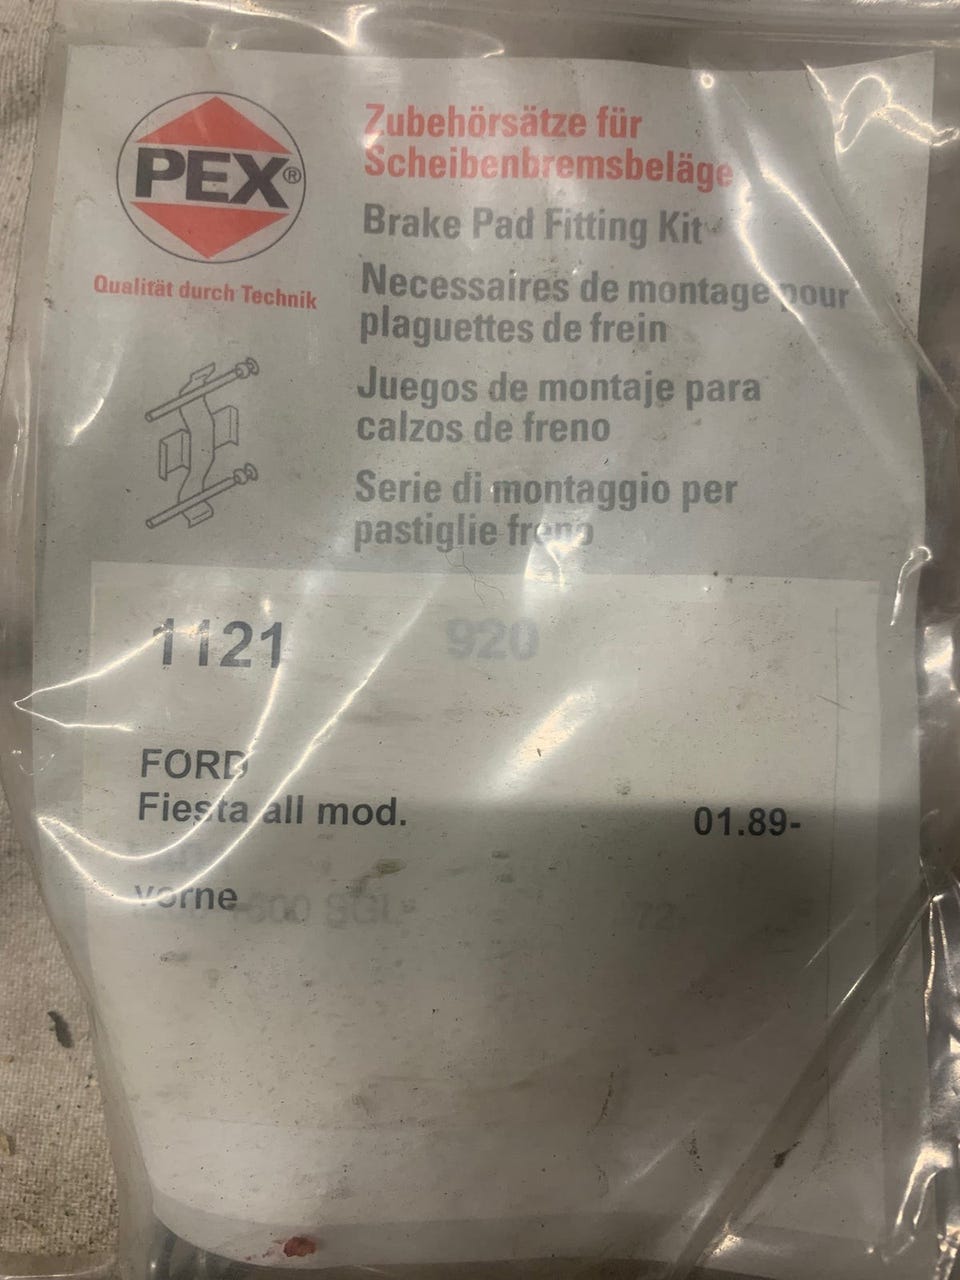 PEX®
Qualität durch Technik
Zubehörsätze für
Scheibenbremsbeläge
Brake Pad Fitting Kit
Necessaires de montage pour
plaguettes de frein
Juegos de montaje para
calzos de freno
Serie di montaggio per
pastiglie freno
1121 920
FORD
Fiesta all mod. 01.89-
vorne